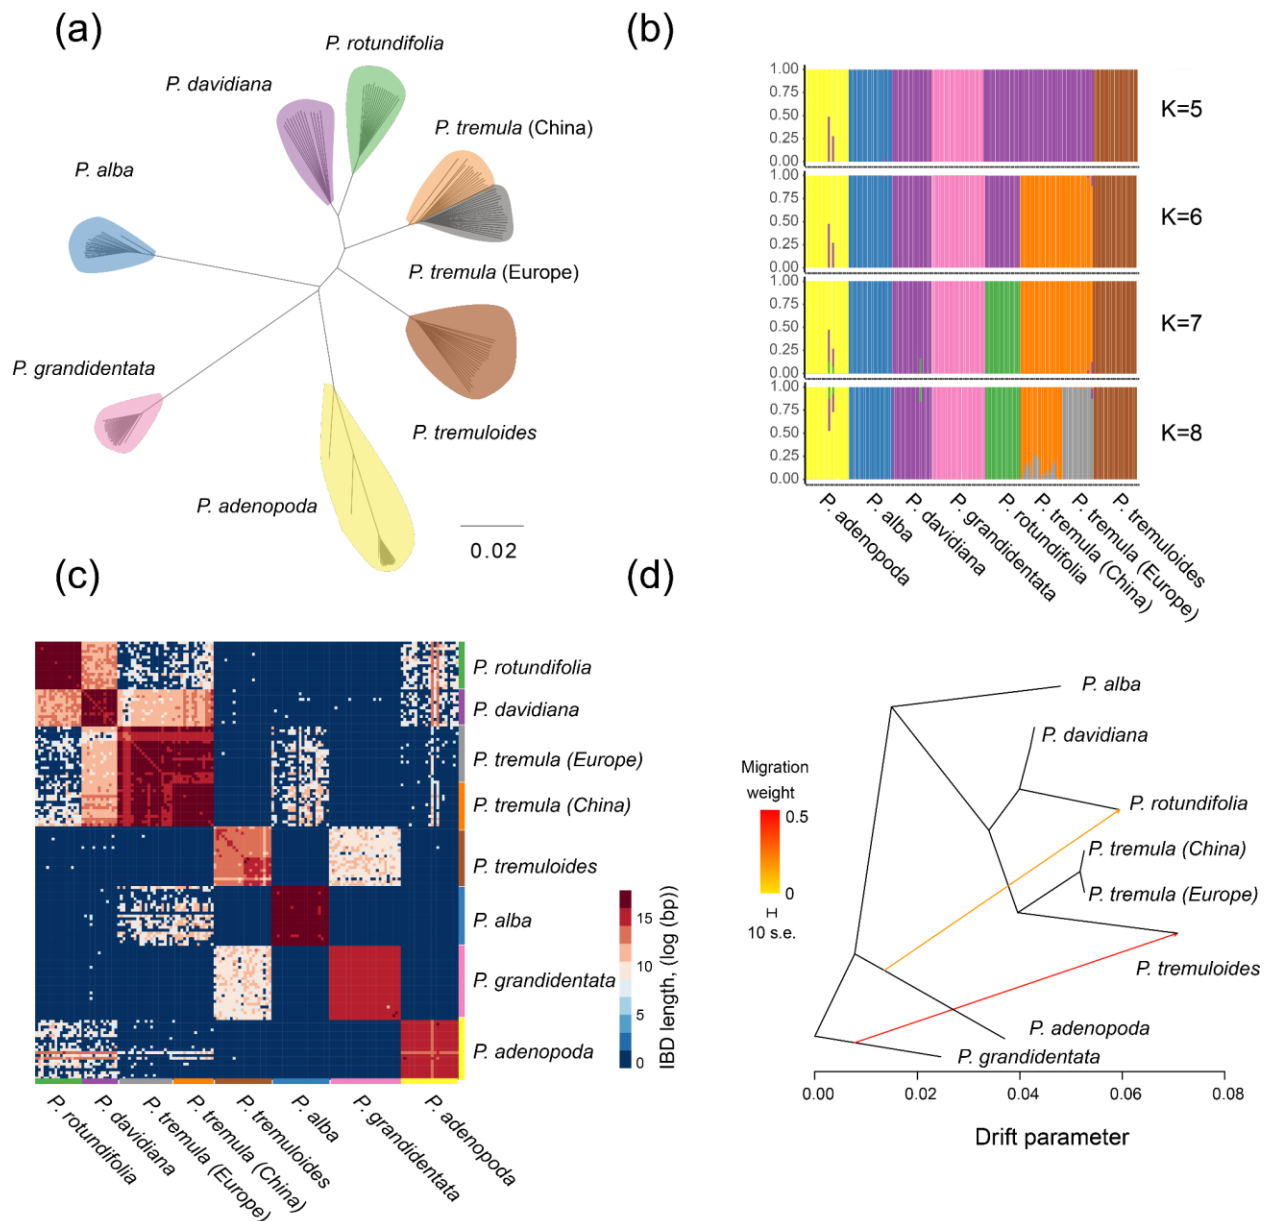 (a)
P. rotundifolia
P. davidiana
P. tremula (China)
P. alba
P. tremula (Europe)
P. grandidentata
P. tremuloides
P. adenopoda
0.02
(b)
1.00
0.75
0.50
0.25
0.00
K=5
1.00
0.75
0.50
0.25
0.00
K=6
1.00
0.75
0.50
0.25
0.00
K=7
1.00
0.75
0.50
0.25
0.00
K=8
P. adenopoda
P. alba
P. davidiana
P. grandidentata
P. rotundifolia
P. tremula (China)
P. tremula (Europe)
P. tremuloides
(c)
P. rotundifolia
P. davidiana
P. tremula (Europe)
P. tremula (China)
P. tremuloides
P. alba
P. grandidentata
P. adenopoda
15
10
5
0
IBD length, (log (bp))
P. rotundifolia
P. davidiana
P. tremula (Europe)
P. tremula (China)
P. tremuloides
P. alba
P. grandidentata
P. adenopoda
(d)
P. alba
P. davidiana
P. rotundifolia
P. tremula (China)
P. tremula (Europe)
P. tremuloides
P. adenopoda
P. grandidentata
Migration
weight
0.5
0
10 s.e.
0.00
0.02
0.04
0.06
0.08
Drift parameter